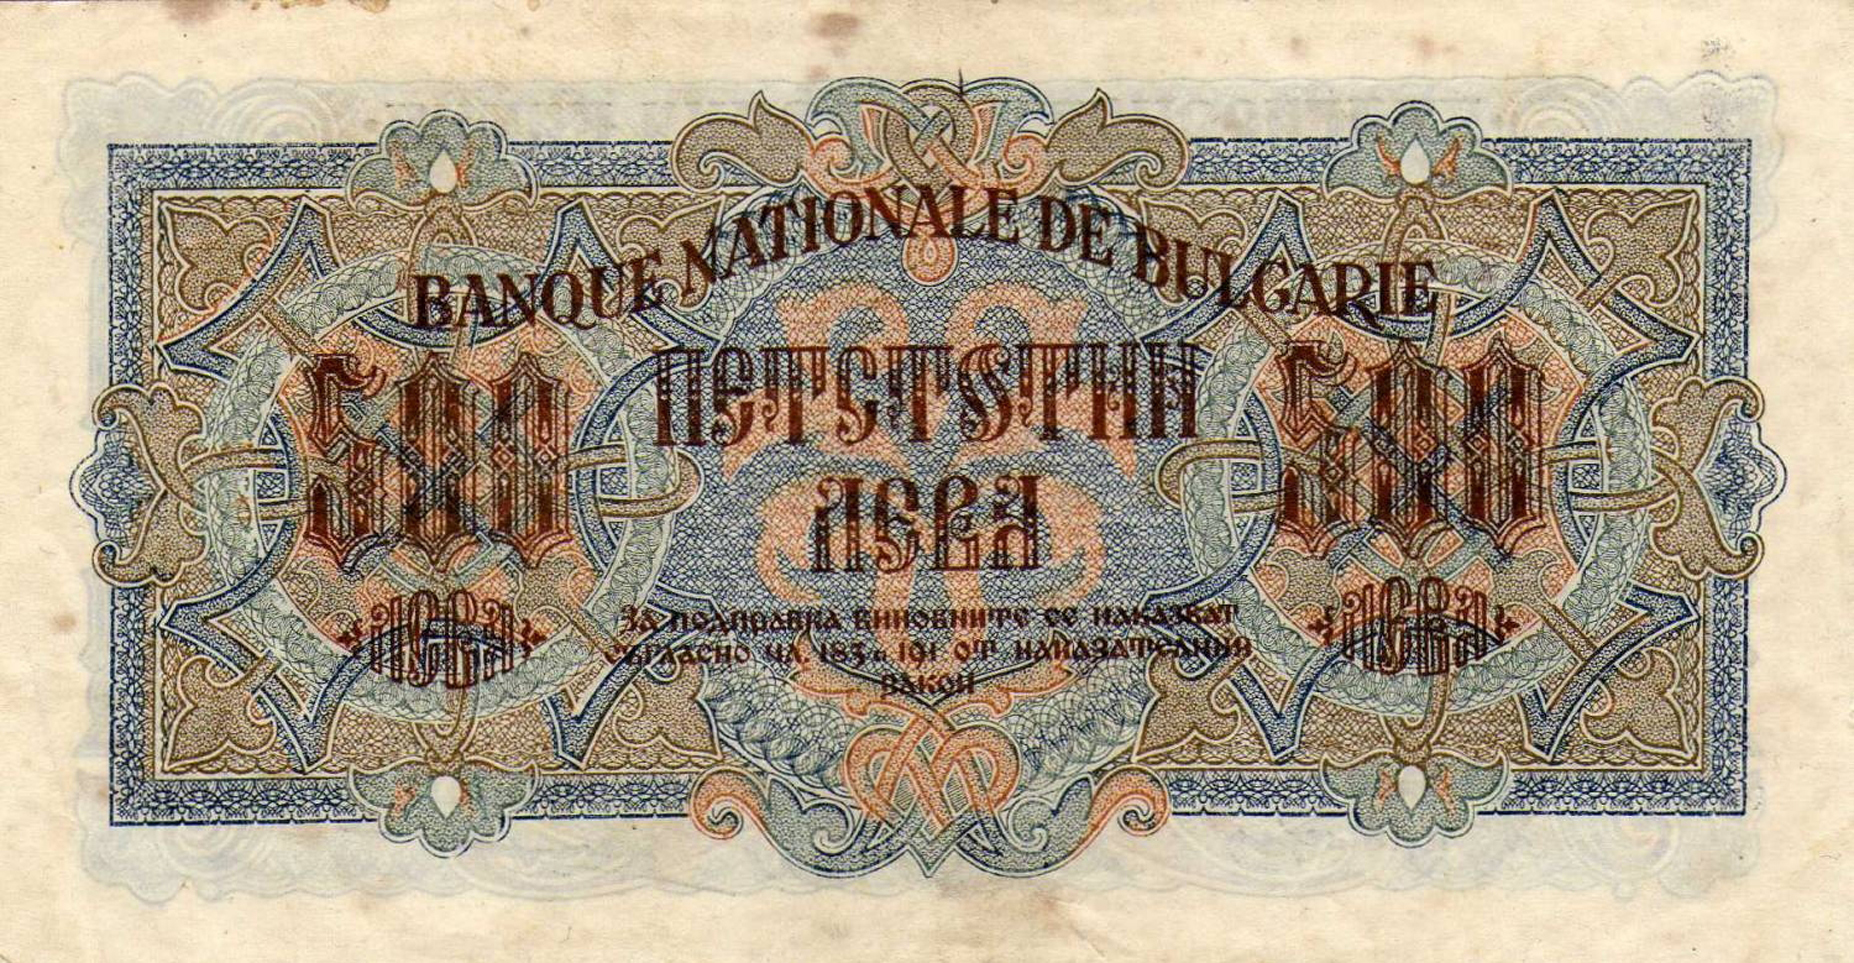 BANQUE NATIONALE DE BULGARIE
500 ПЕТСТОТИН 500
ЛЕВА
ЛЕВА ЛЕВА
ЗА ПОДПРАВКА ВИНОВНИТЕ СЕ НАКАЗВАТ
СЪГЛАСНО ЧЛ. 183 и 191 ОТ НАКАЗАТЕЛНИЯ
ЗАКОН